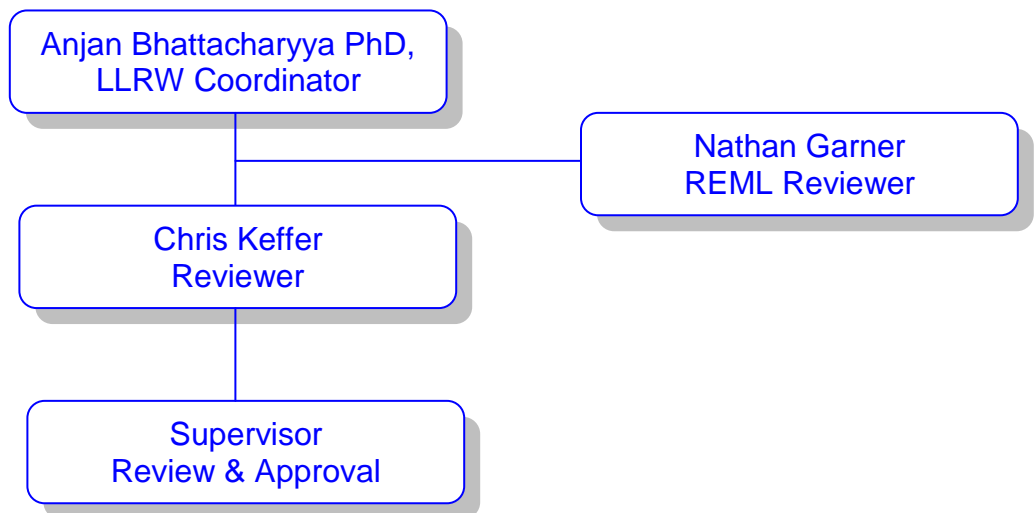 Anjan Bhattacharyya PhD,
LLRW Coordinator
Nathan Garner
REML Reviewer
Chris Keffer
Reviewer
Supervisor
Review & Approval